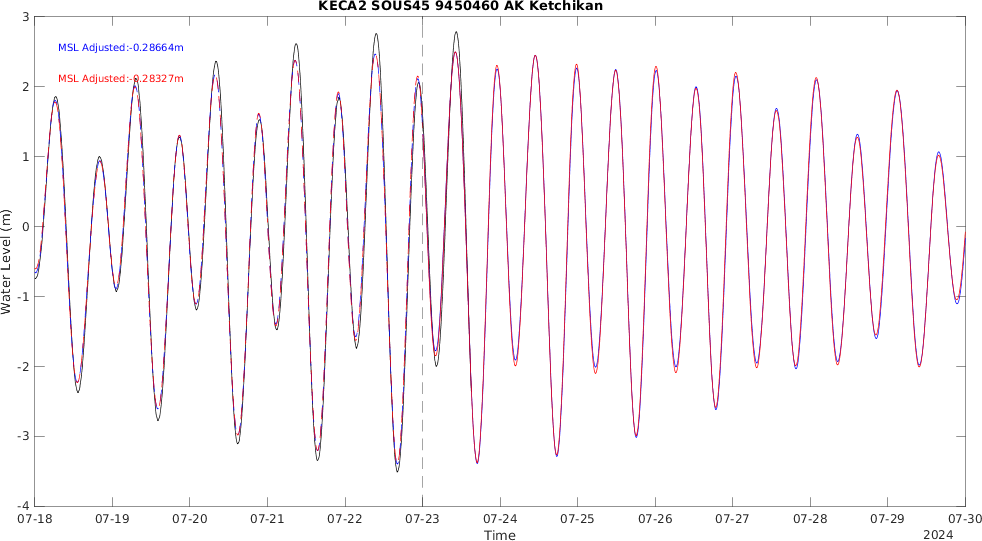 KECA2 SOUS45 9450460 AK Ketchikan
MSL Adjusted:-0.28664m
MSL Adjusted:-0.28327m
3
2
1
0
-1
-2
-3
-4
Water Level (m)
07-18 07-19 07-20 07-21 07-22 07-23 07-24 07-25 07-26 07-27 07-28 07-29 07-30
Time
2024